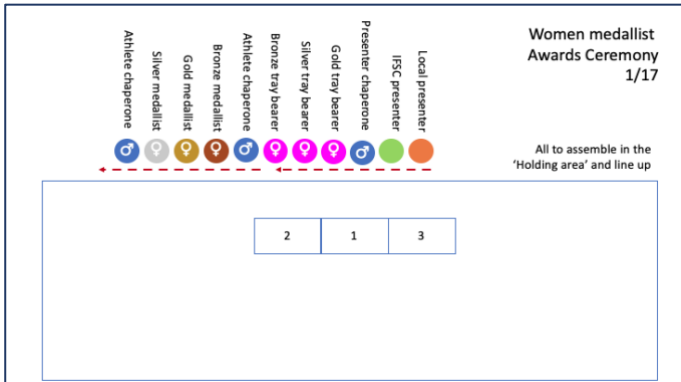 Women medallist
Awards Ceremony
1/17
Athlete chaperone
Silver medallist
Gold medallist
Bronze medallist
Athlete chaperone
Bronze tray bearer
Silver tray bearer
Gold tray bearer
Presenter chaperone
IFSC presenter
Local presenter
All to assemble in the
'Holding area' and line up
2
1
3